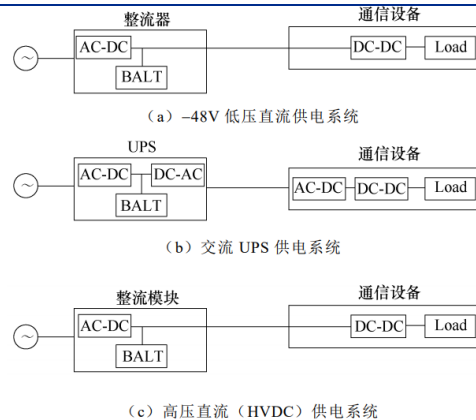 整流器 通信设备
AC-DC DC-DC Load
BALT
（a）–48V 低压直流供电系统
UPS 通信设备
AC-DC DC-AC AC-DC DC-DC Load
BALT
（b）交流 UPS 供电系统
整流模块 通信设备
AC-DC DC-DC Load
BALT
（c）高压直流（HVDC）供电系统